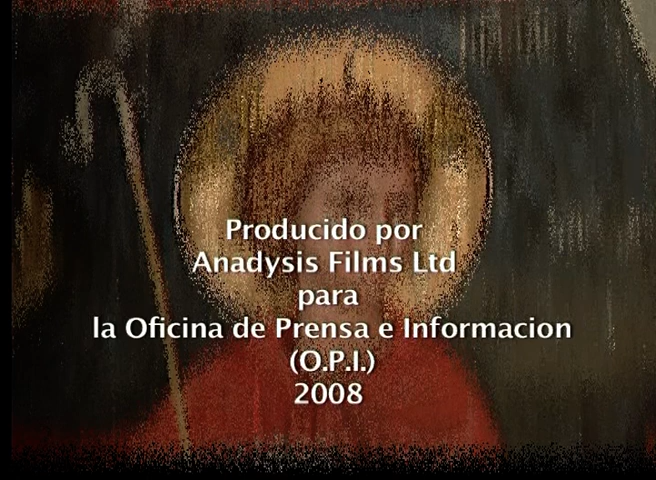 Producido por
Anadysis Films Ltd
para
la Oficina de Prensa e Informacion
(O.P.I.)
2008